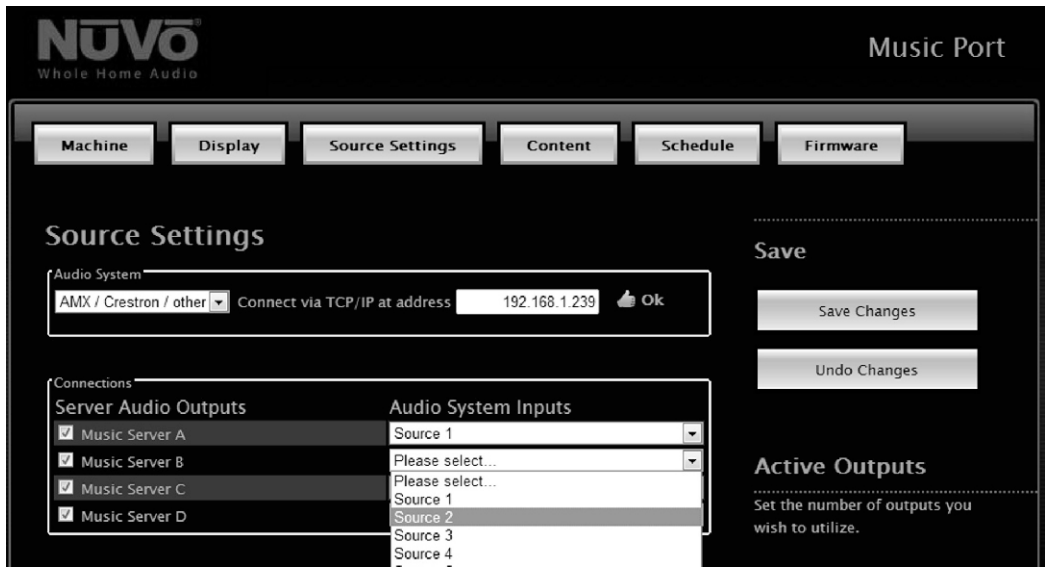 NŪVŌ®
Whole Home Audio
Music Port
Machine
Display
Source Settings
Content
Schedule
Firmware
Source Settings
Audio System
AMX / Crestron / other
Connect via TCP/IP at address
192.168.1.239
Ok
Connections
Server Audio Outputs
Audio System Inputs
Music Server A
Source 1
Music Server B
Please select...
Music Server C
Music Server D
Please select...
Source 1
Source 2
Source 3
Source 4
Save
Save Changes
Undo Changes
Active Outputs
Set the number of outputs you
wish to utilize.